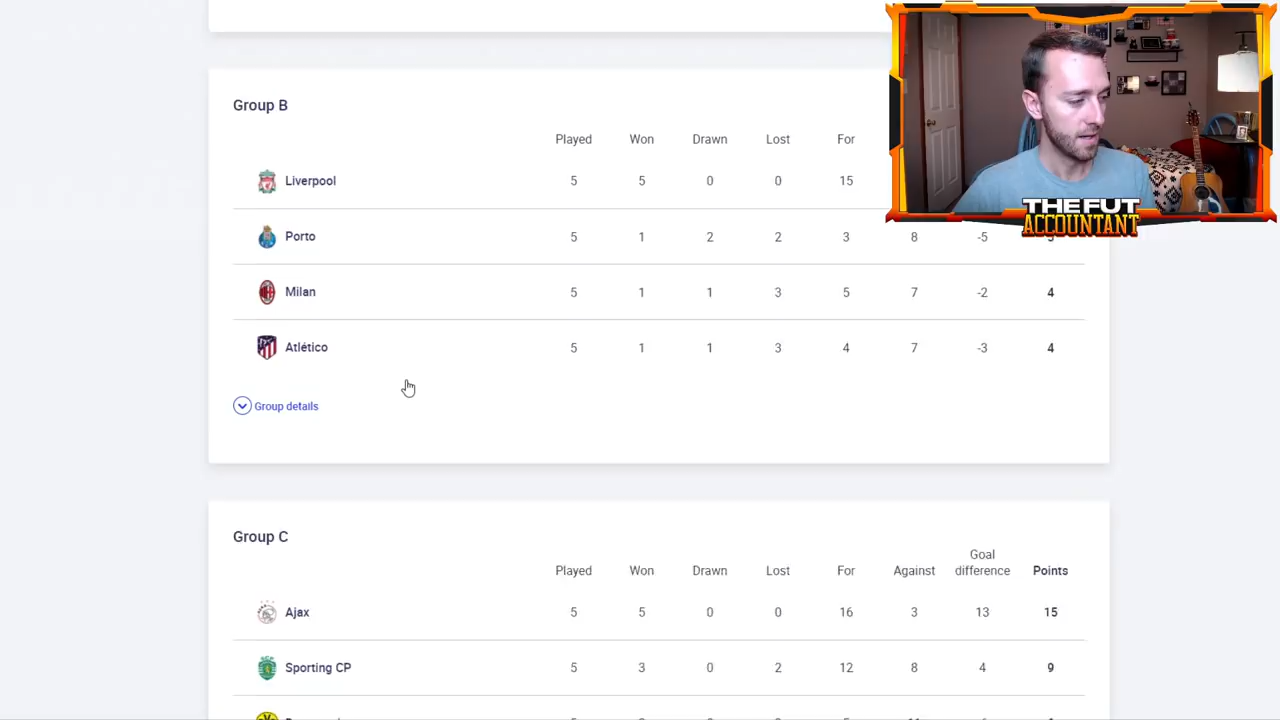 Group B
Played Won Drawn Lost For
Liverpool 5 5 0 0 15
THE FUT
ACCOUNTANT
Porto 5 1 2 2 3 8 -5
Milan 5 1 1 3 5 7 -2 4
Atlético 5 1 1 3 4 7 -3 4
Group details
Group C
Played Won Drawn Lost For Against Goal difference Points
Ajax 5 5 0 0 16 3 13 15
Sporting CP 5 3 0 2 12 8 4 9